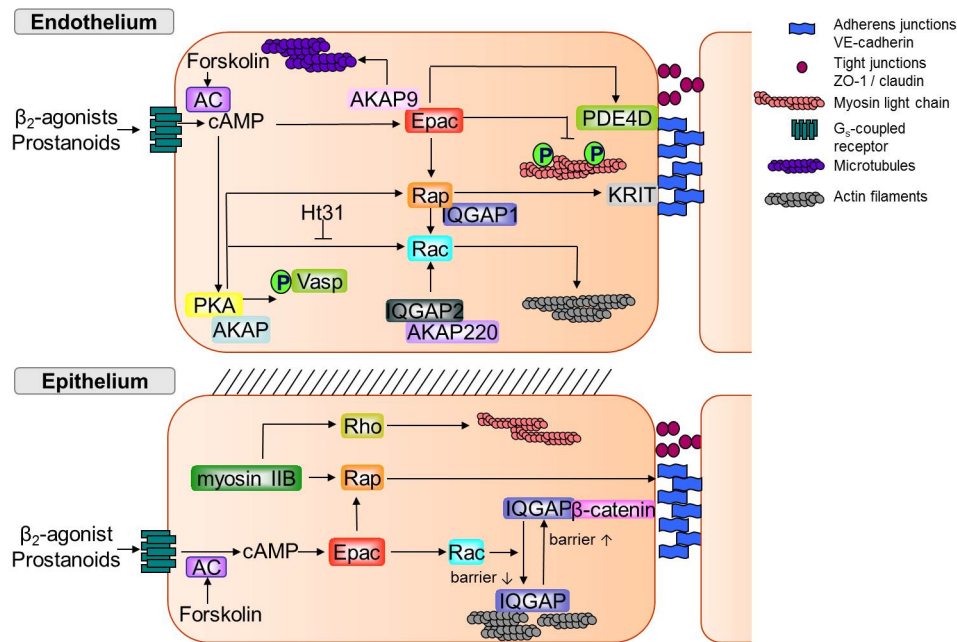 Endothelium
Forskolin
AC
β₂-agonists
Prostanoids
cAMP
AKAP9
Epac
PDE4D
P
P
Rap
IQGAP1
KRIT
Ht31
Rac
PKA
AKAP
P
Vasp
IQGAP2
AKAP220
Adherens junctions
VE-cadherin
Tight junctions
ZO-1 / claudin
Myosin light chain
Gₛ-coupled
receptor
Microtubules
Actin filaments
Epithelium
Rho
myosin IIB
Rap
IQGAP
β-catenin
β₂-agonist
Prostanoids
AC
cAMP
Epac
Rac
barrier ↑
barrier ↓
IQGAP
Forskolin